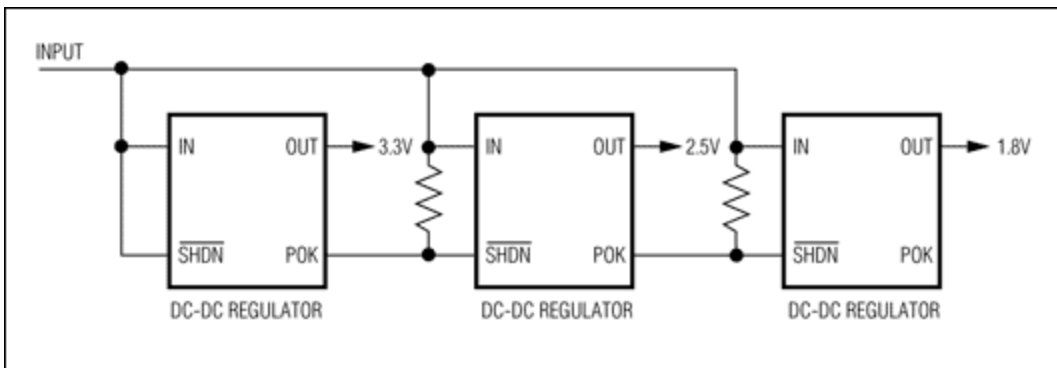 INPUT
IN OUT 3.3V IN OUT 2.5V IN OUT 1.8V
SHDN POK SHDN POK SHDN POK
DC-DC REGULATOR DC-DC REGULATOR DC-DC REGULATOR